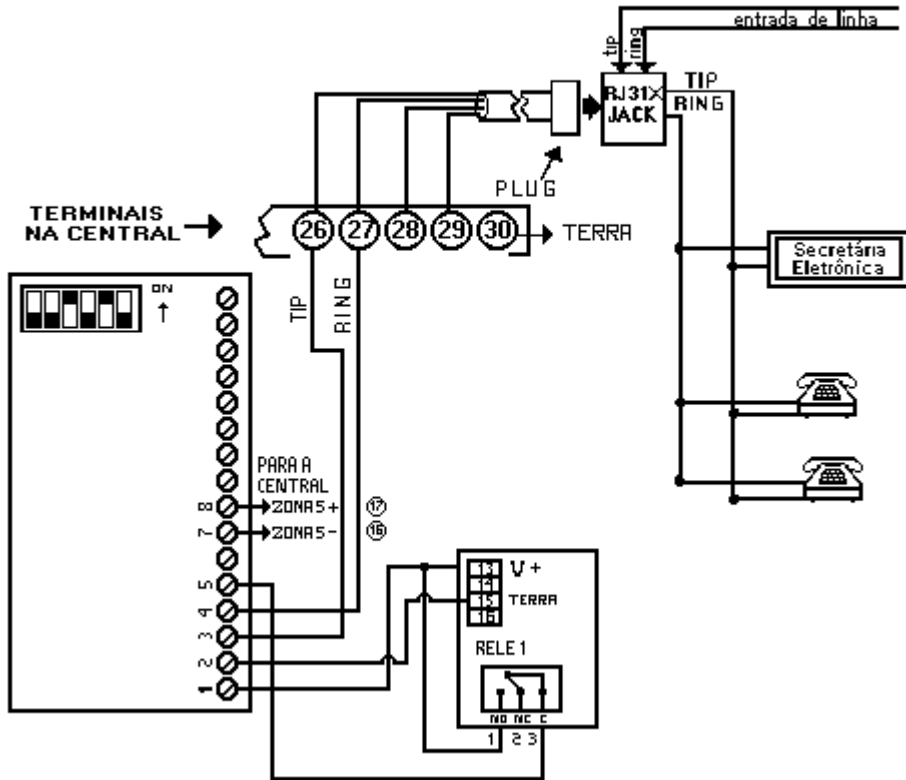 entrada de linha
tip
ring
RJ31X
JACK
TIP
RING
PLUG
TERMINAIS
NA CENTRAL
26
27
28
29
30
TERRA
Secretária
Eletrônica
ON
TIP
RING
PARA A
CENTRAL
8
ZONAS+
17
7
ZONAS-
16
5
4
3
2
1
13
V+
14
15
TERRA
16
RELE 1
NO NC C
1 2 3